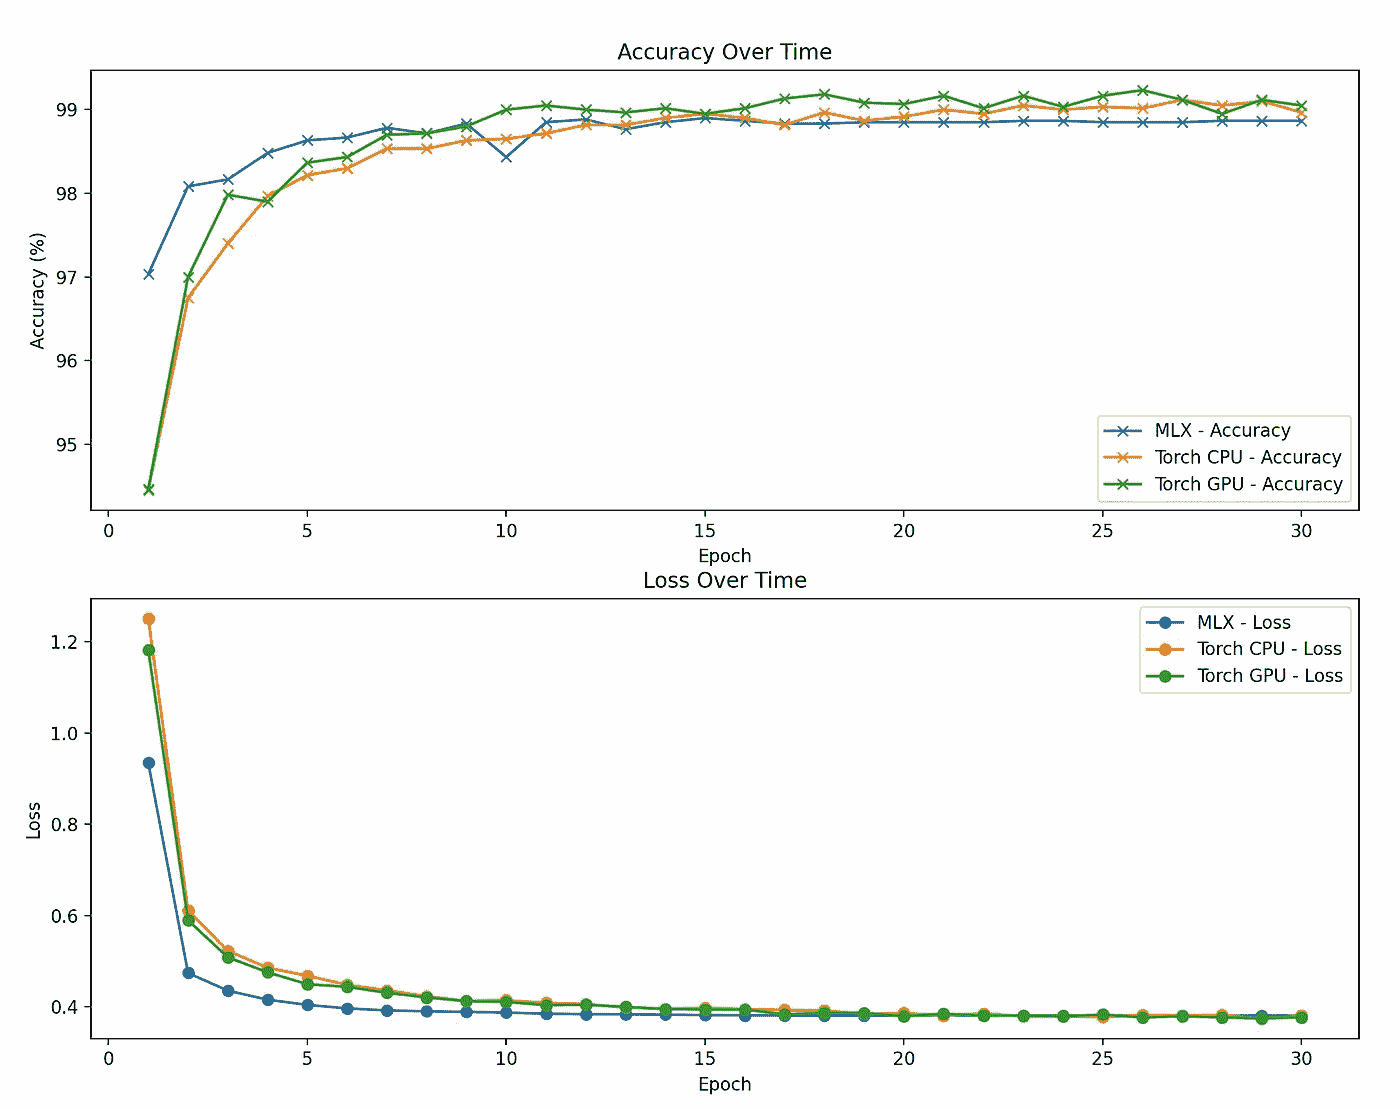 Accuracy Over Time
Accuracy (%)
99
98
97
96
95
MLX - Accuracy
Torch CPU - Accuracy
Torch GPU - Accuracy
0 5 10 15 20 25 30
Epoch
Loss Over Time
Loss
1.2
1.0
0.8
0.6
0.4
MLX - Loss
Torch CPU - Loss
Torch GPU - Loss
0 5 10 15 20 25 30
Epoch